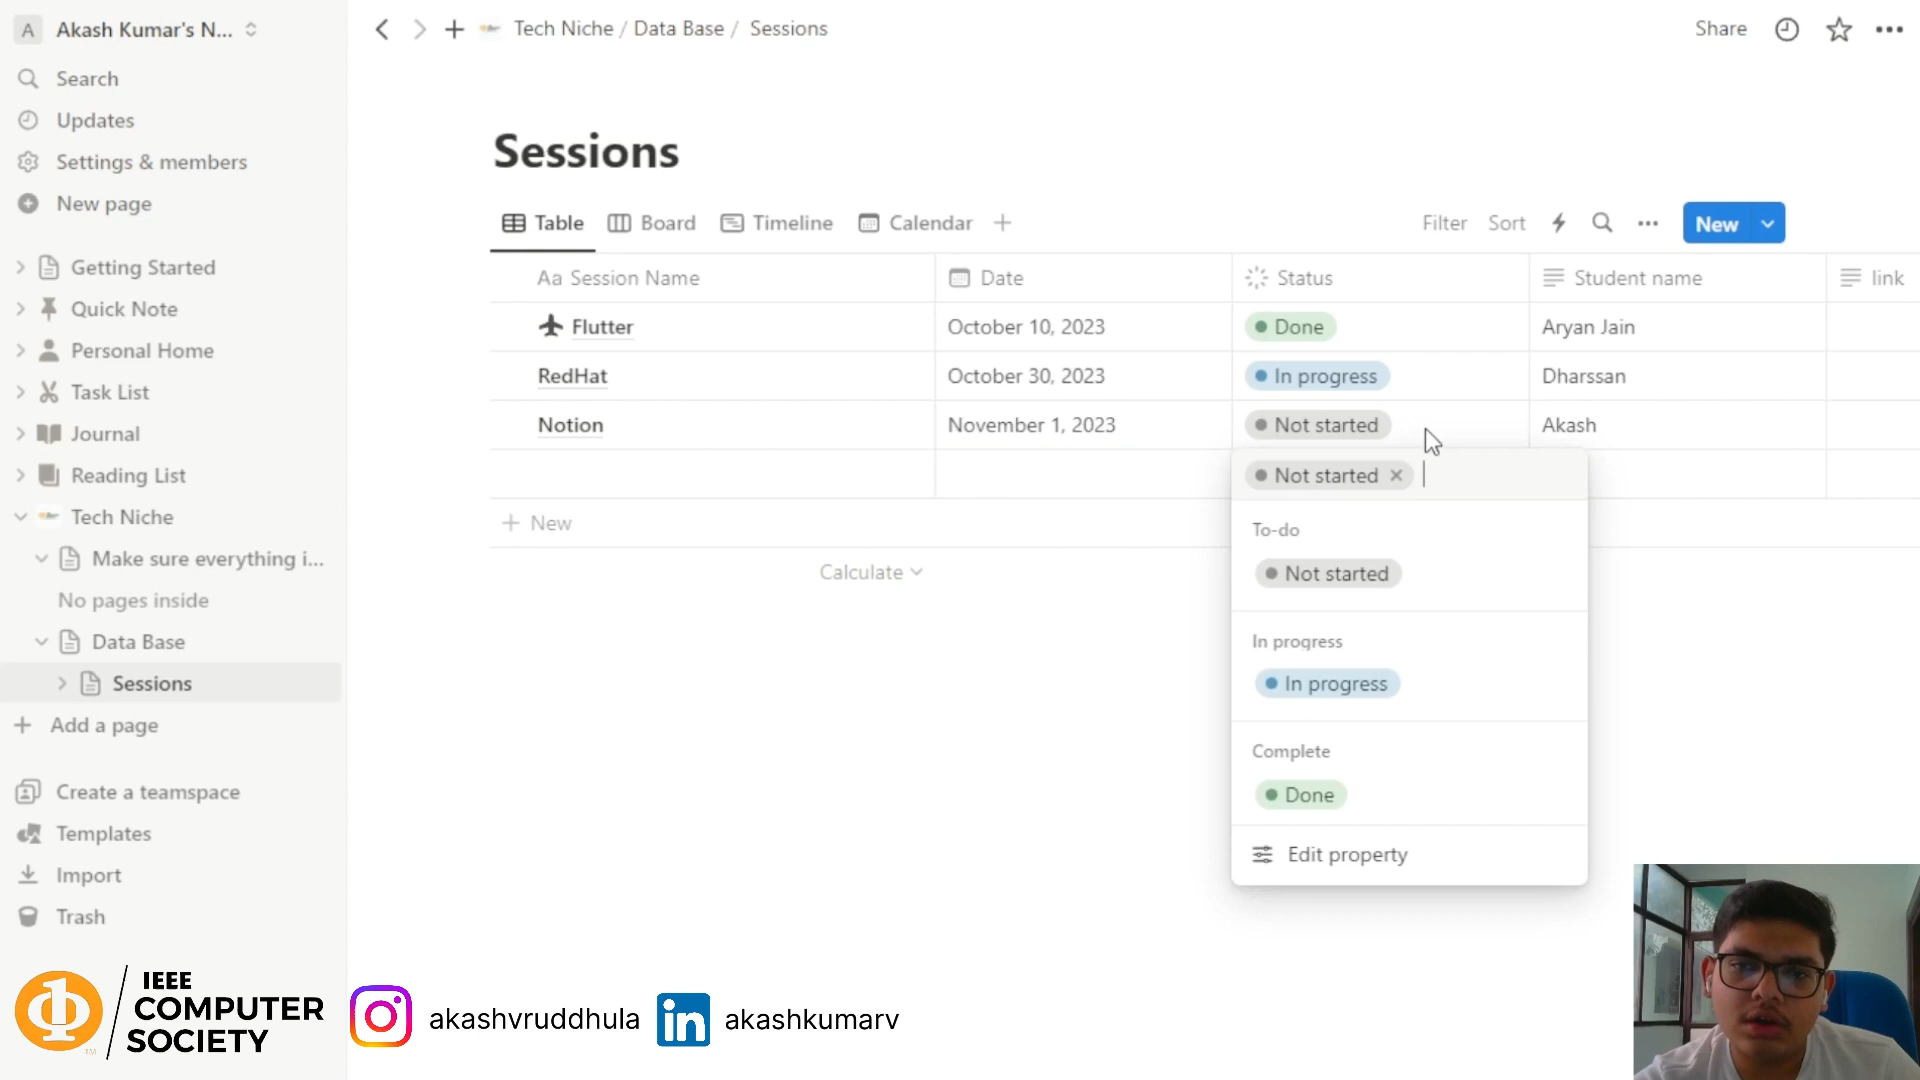 A Akash Kumar's N...
Search
Updates
Settings & members
New page
Getting Started
Quick Note
Personal Home
Task List
Journal
Reading List
Tech Niche
Make sure everything i...
No pages inside
Data Base
Sessions
Add a page
Create a teamspace
Templates
Import
Trash
Tech Niche / Data Base / Sessions
Share
Sessions
Table Board Timeline Calendar
Filter Sort New
Aa Session Name Date Status Student name link
Flutter October 10, 2023 Done Aryan Jain
RedHat October 30, 2023 In progress Dharssan
Notion November 1, 2023 Not started Akash
Not started
New
Calculate
To-do
Not started
In progress
In progress
Complete
Done
Edit property
IEEE
COMPUTER
SOCIETY
TM
akashvruddhula
in akashkumarv